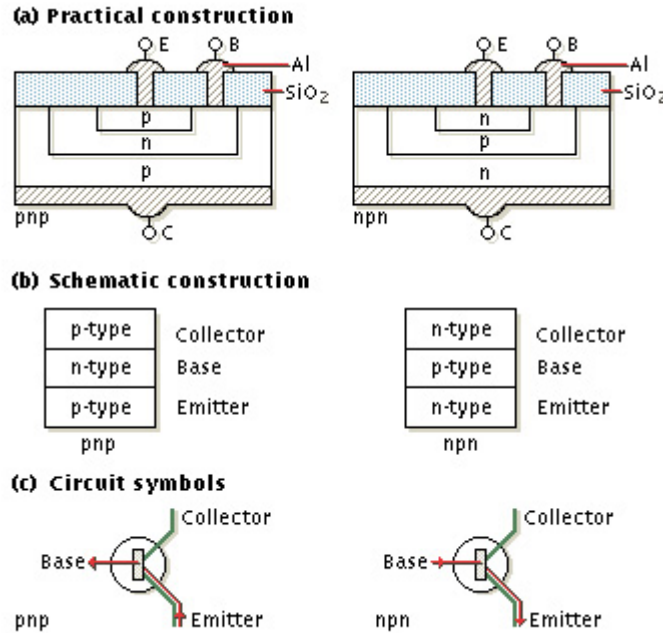 (a) Practical construction
E B E B
Al Al
SiO2 SiO2
p n
n p
p n
pnp C npn C
(b) Schematic construction
p-type Collector n-type Collector
n-type Base p-type Base
p-type Emitter n-type Emitter
pnp npn
(c) Circuit symbols
Collector Collector
Base Base
pnp Emitter npn Emitter